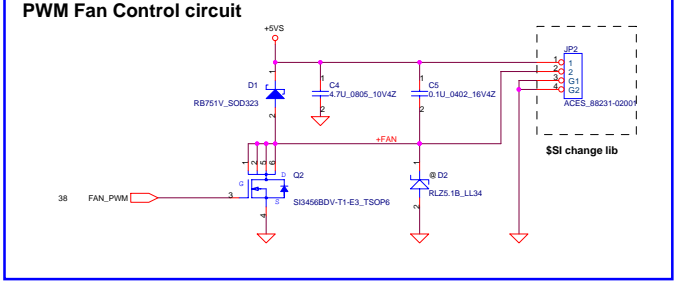 PWM Fan Control circuit
+5VS
JP2
1 1
2 2
3 G1
4 G2
ACES_88231-02001
$SI change lib
1
D1
RB751V_SOD323
2
1
C4
4.7U_0805_10V4Z
2
1
C5
0.1U_0402_16V4Z
2
+FAN
1 2 5 6
D
Q2
G
S
3
4
SI3456BDV-T1-E3_TSOP6
38 FAN_PWM
1
@ D2
RLZ5.1B_LL34
2